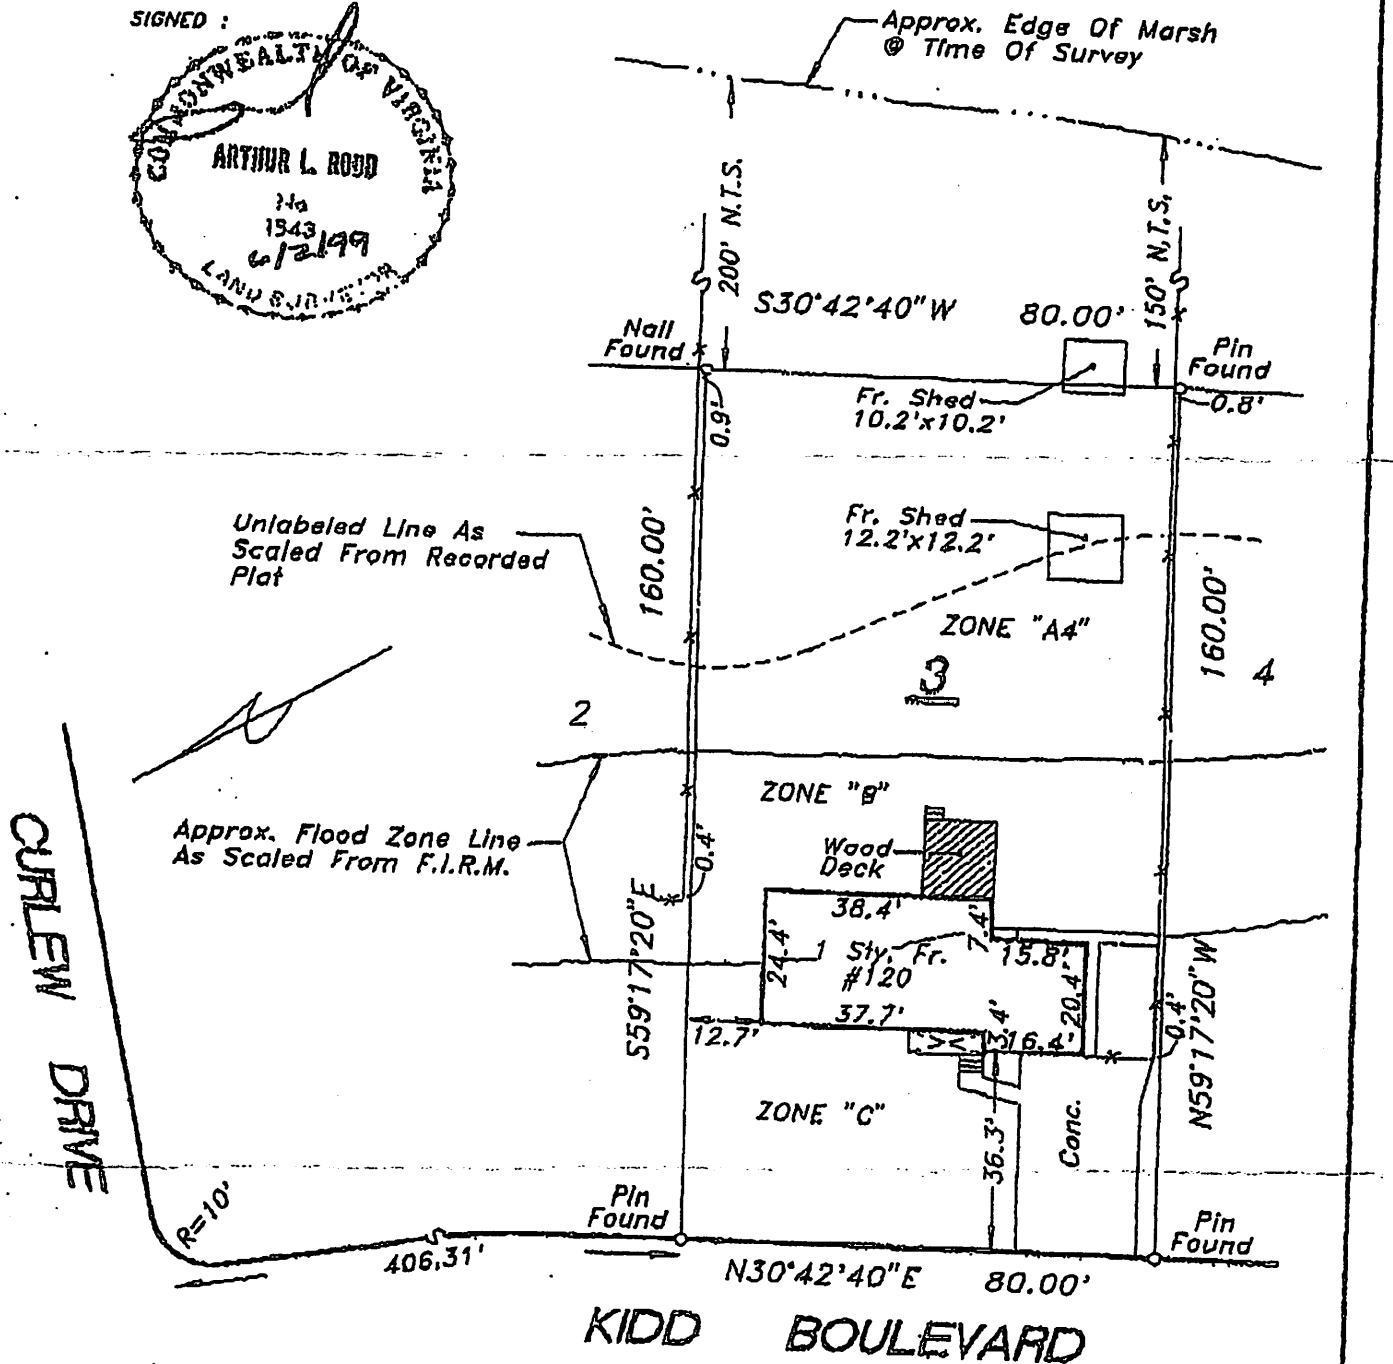 SIGNED :
COMMONWEALTH OF VIRGINIA
ARTHUR L. RODD
No
1543
6/2/99
LAND SURVEYOR
Approx. Edge Of Marsh
@ Time Of Survey
200' N.T.S.
150' N.T.S.
S30°42'40"W 80.00'
Nail
Found
Pin
Found
0.9'
0.8'
Fr. Shed
10.2'x10.2'
Fr. Shed
12.2'x12.2'
Unlabeled Line As
Scaled From Recorded
Plat
160.00'
160.00'
ZONE "A4"
3
4
2
N
ZONE "B"
Approx. Flood Zone Line
As Scaled From F.I.R.M.
Wood
Deck
0.4'
38.4'
7.4'
24.4'
1 Sty. Fr.
#120
15.8'
20.4'
37.7'
3.4'
16.4'
12.7'
0.4'
S59°17'20"E
N59°17'20"W
ZONE "C"
36.3'
Conc.
CURLEW DRIVE
R=10'
406.31'
Pin
Found
Pin
Found
N30°42'40"E 80.00'
KIDD BOULEVARD